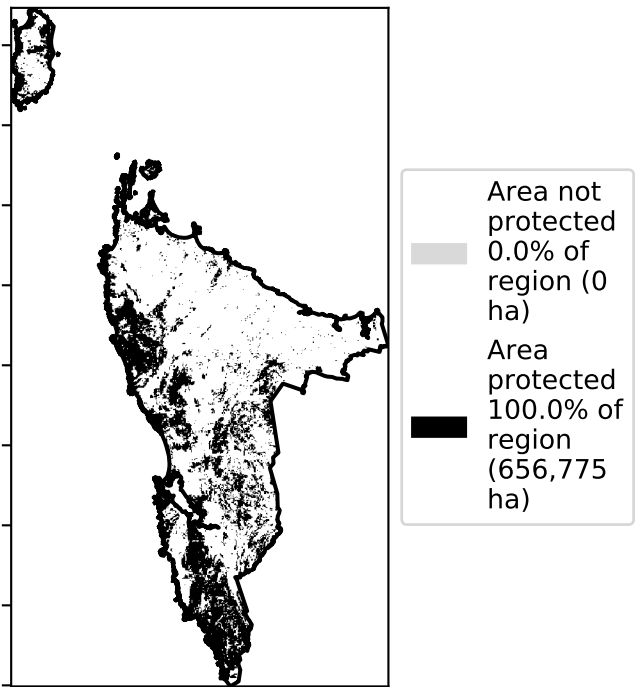 Area not
protected
0.0% of
region (0
ha)
Area
protected
100.0% of
region
(656,775
ha)